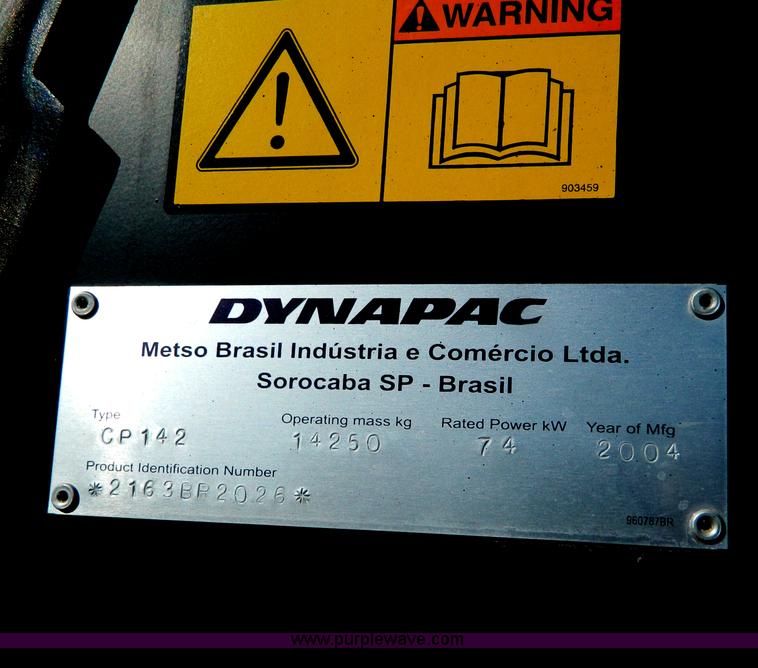 WARNING
903459
DYNAPAC
Metso Brasil Indústria e Comércio Ltda.
Sorocaba SP - Brasil
Type Operating mass kg Rated Power kW Year of Mfg
CP142 14250 74 2004
Product Identification Number
*2163BR2026*
960787BR
www.purplewave.com